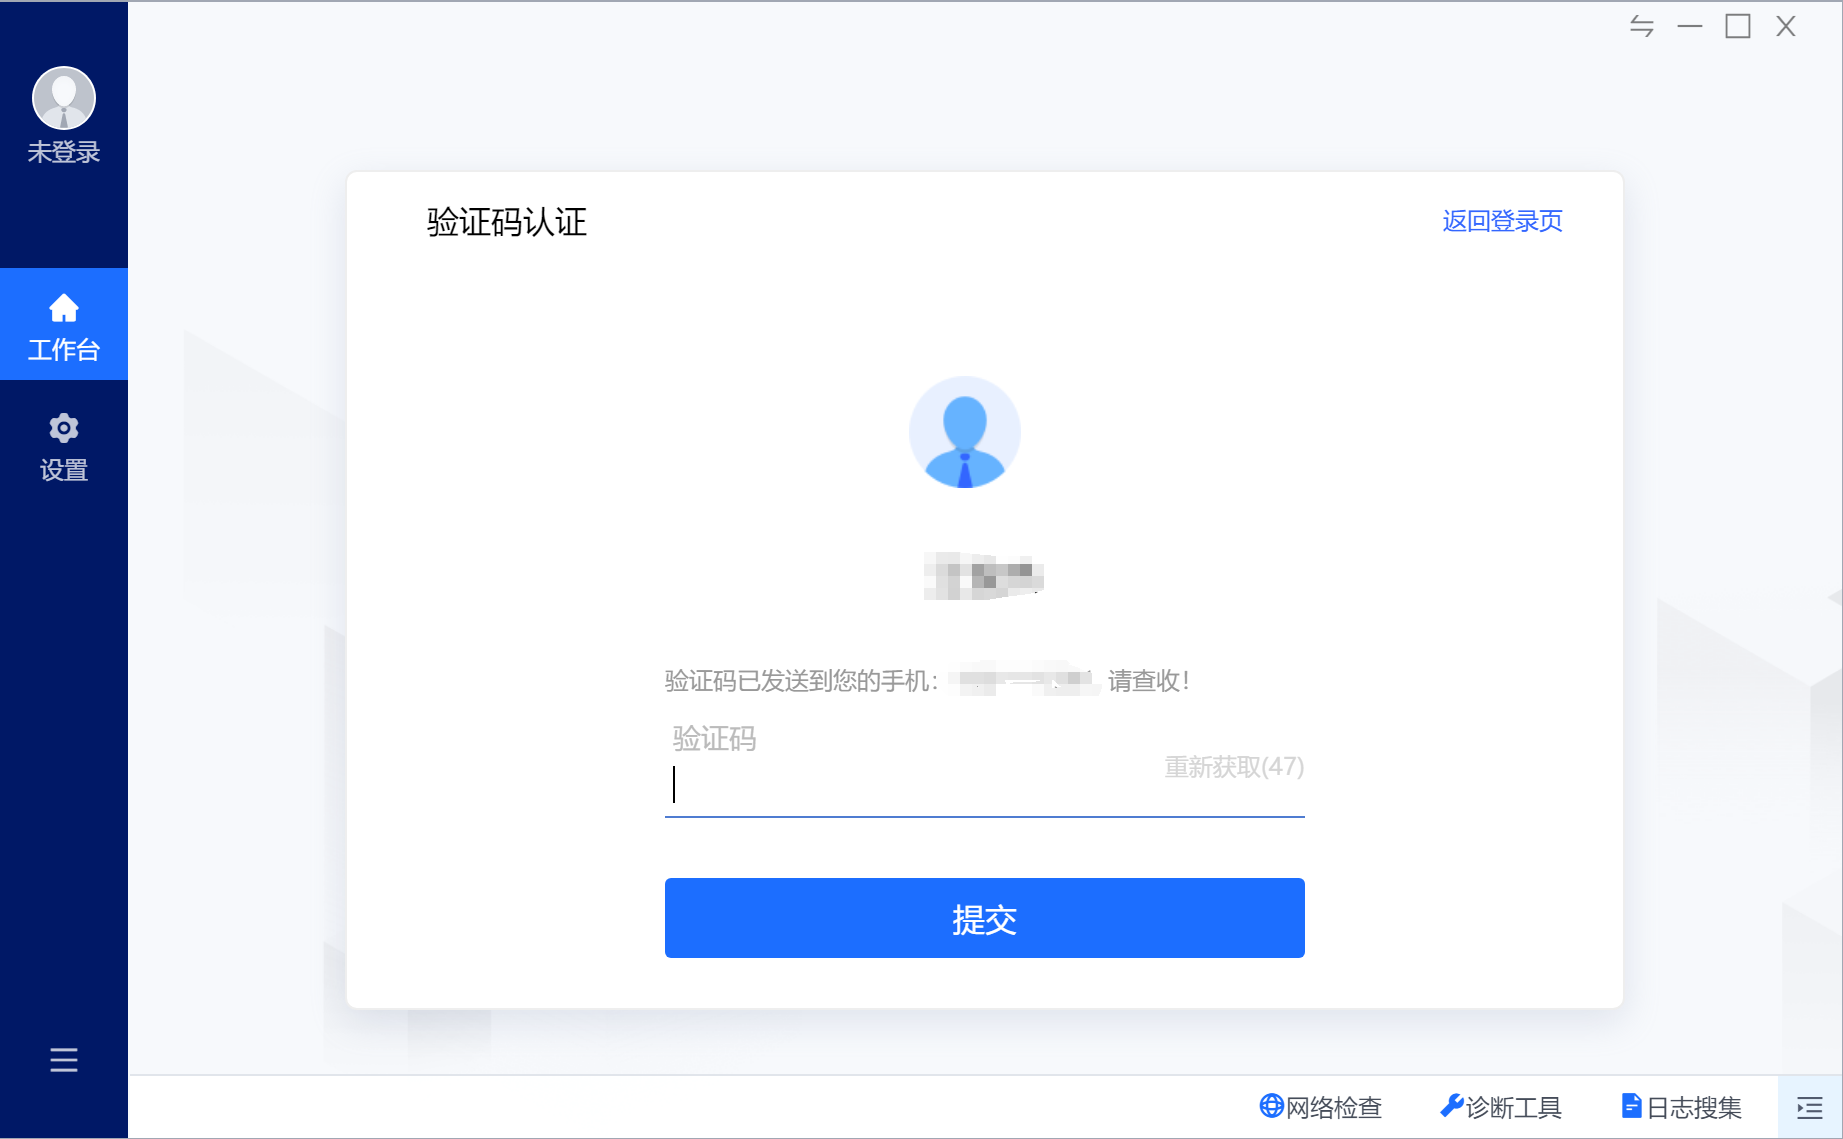 未登录
工作台
设置
验证码认证
返回登录页
验证码已发送到您的手机：
请查收！
验证码
重新获取(47)
提交
网络检查
诊断工具
日志搜集